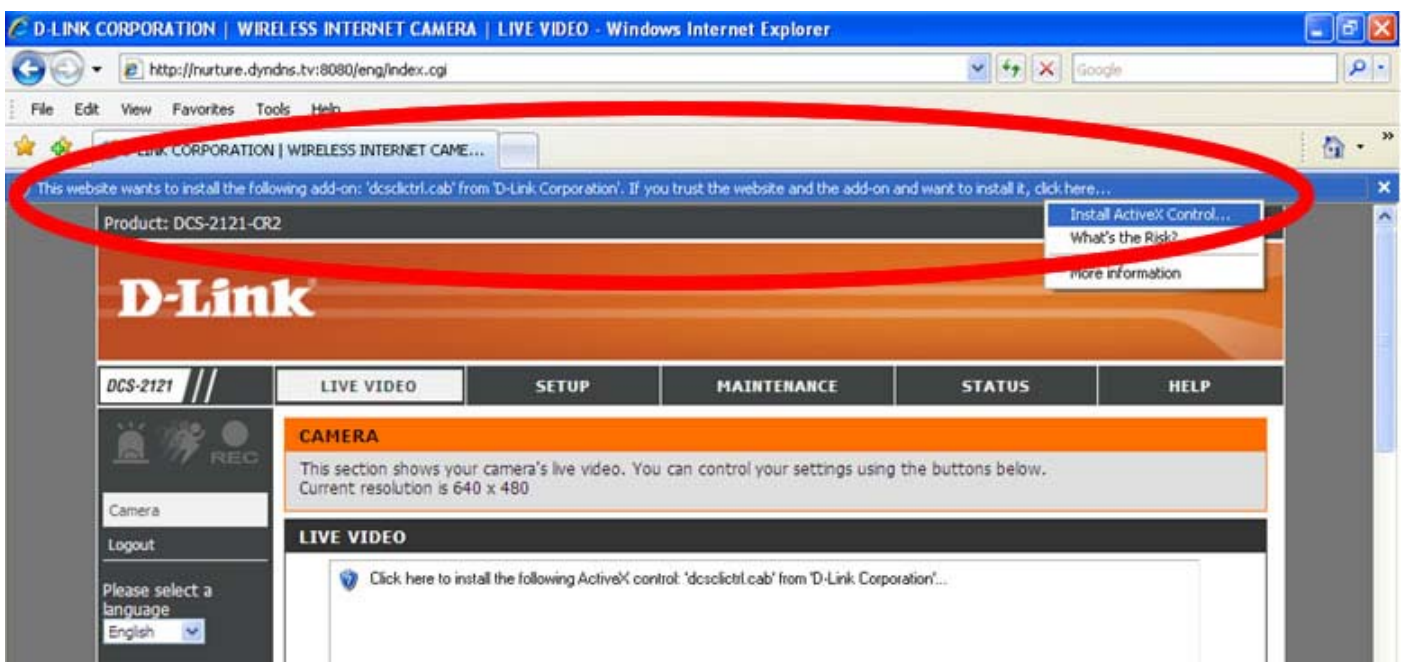 D-LINK CORPORATION | WIRELESS INTERNET CAMERA | LIVE VIDEO - Windows Internet Explorer
http://nurture.dyndns.tv:8080/eng/index.cgi
Google
File Edit View Favorites Tools Help
CORPORATION | WIRELESS INTERNET CAME...
This website wants to install the following add-on: 'dcsclictrl.cab' from 'D-Link Corporation'. If you trust the website and the add-on and want to install it, click here...
Install ActiveX Control...
What's the Risk?
More information
Product: DCS-2121-CR2
D-Link
DCS-2121
LIVE VIDEO
SETUP
MAINTENANCE
STATUS
HELP
REC
Camera
Logout
Please select a
language
English
CAMERA
This section shows your camera's live video. You can control your settings using the buttons below.
Current resolution is 640 x 480
LIVE VIDEO
Click here to install the following ActiveX control: 'dcsclictrl.cab' from 'D-Link Corporation'...